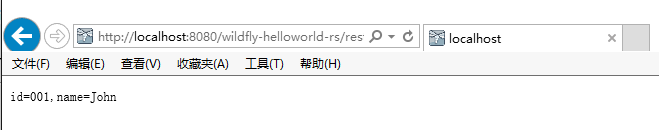 http://localhost:8080/wildfly-helloworld-rs/res
localhost
文件(F) 编辑(E) 查看(V) 收藏夹(A) 工具(T) 帮助(H)
id=001,name=John